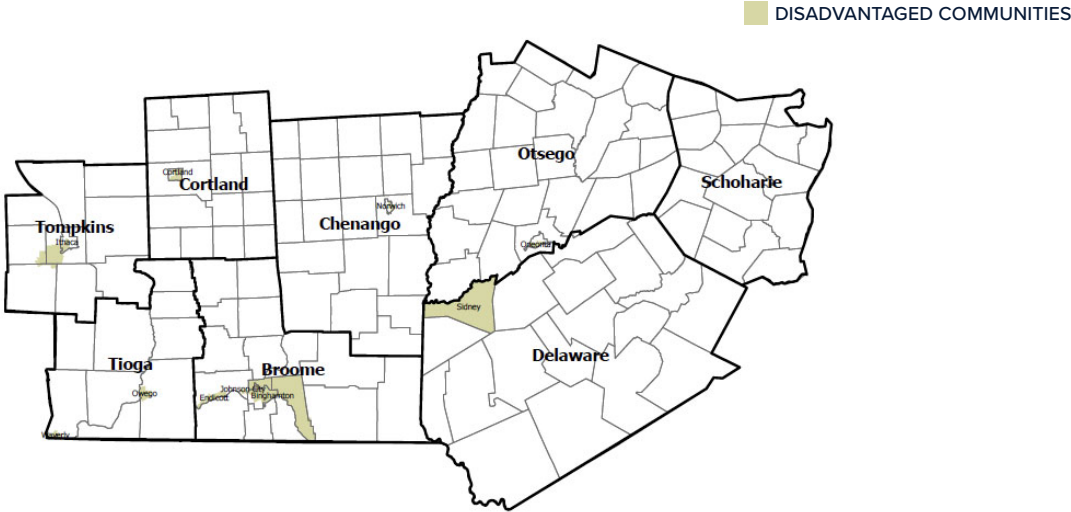 DISADVANTAGED COMMUNITIES
Otsego
Cortland
Cortland
Schoharie
Norwich
Chenango
Tompkins
Ithaca
Oneonta
Sidney
Delaware
Tioga
Broome
Johnson City
Owego
Endicott
Binghamton
Waverly